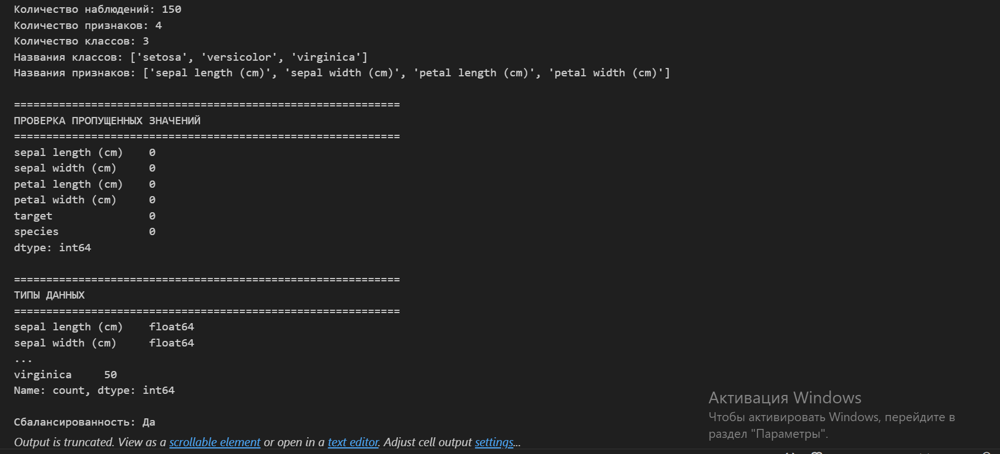 Количество наблюдений: 150
Количество признаков: 4
Количество классов: 3
Названия классов: ['setosa', 'versicolor', 'virginica']
Названия признаков: ['sepal length (cm)', 'sepal width (cm)', 'petal length (cm)', 'petal width (cm)']
============================================================
ПРОВЕРКА ПРОПУЩЕННЫХ ЗНАЧЕНИЙ
============================================================
sepal length (cm)    0
sepal width (cm)     0
petal length (cm)    0
petal width (cm)     0
target               0
species              0
dtype: int64
============================================================
ТИПЫ ДАННЫХ
============================================================
sepal length (cm)    float64
sepal width (cm)     float64
...
virginica     50
Name: count, dtype: int64
Сбалансированность: Да
Output is truncated. View as a scrollable element or open in a text editor. Adjust cell output settings...
Активация Windows
Чтобы активировать Windows, перейдите в
раздел "Параметры".